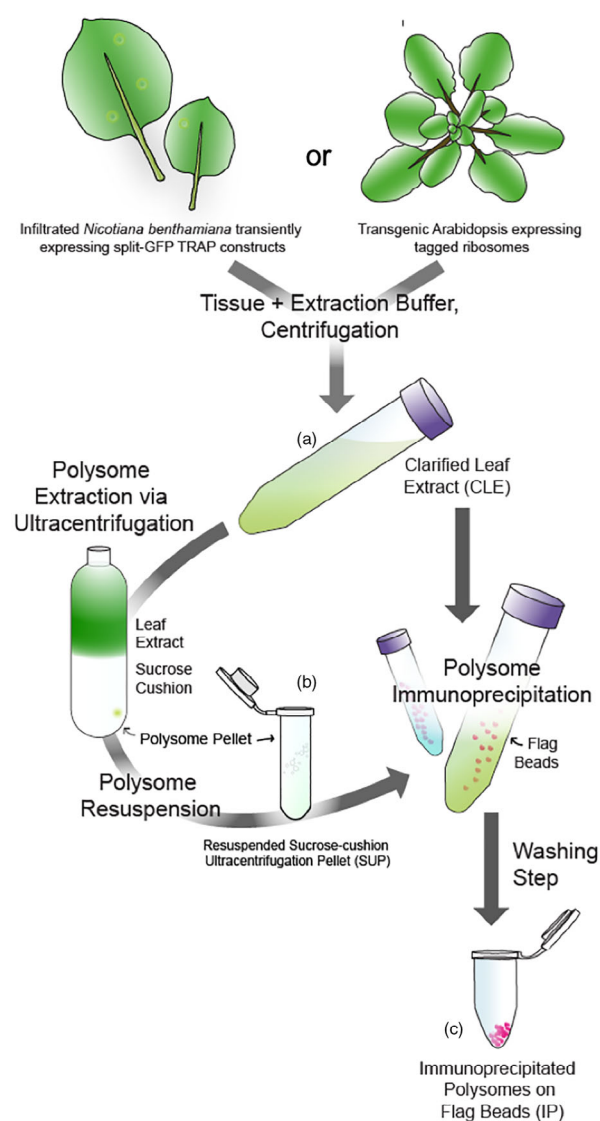 or
Infiltrated Nicotiana benthamiana transiently
expressing split-GFP TRAP constructs
Transgenic Arabidopsis expressing
tagged ribosomes
Tissue + Extraction Buffer,
Centrifugation
(a)
Clarified Leaf
Extract (CLE)
Polysome
Extraction via
Ultracentrifugation
Leaf
Extract
Sucrose
Cushion
Polysome Pellet
(b)
Polysome
Immunoprecipitation
Flag
Beads
Polysome
Resuspension
Resuspended Sucrose-cushion
Ultracentrifugation Pellet (SUP)
Washing
Step
(c)
Immunoprecipitated
Polysomes on
Flag Beads (IP)